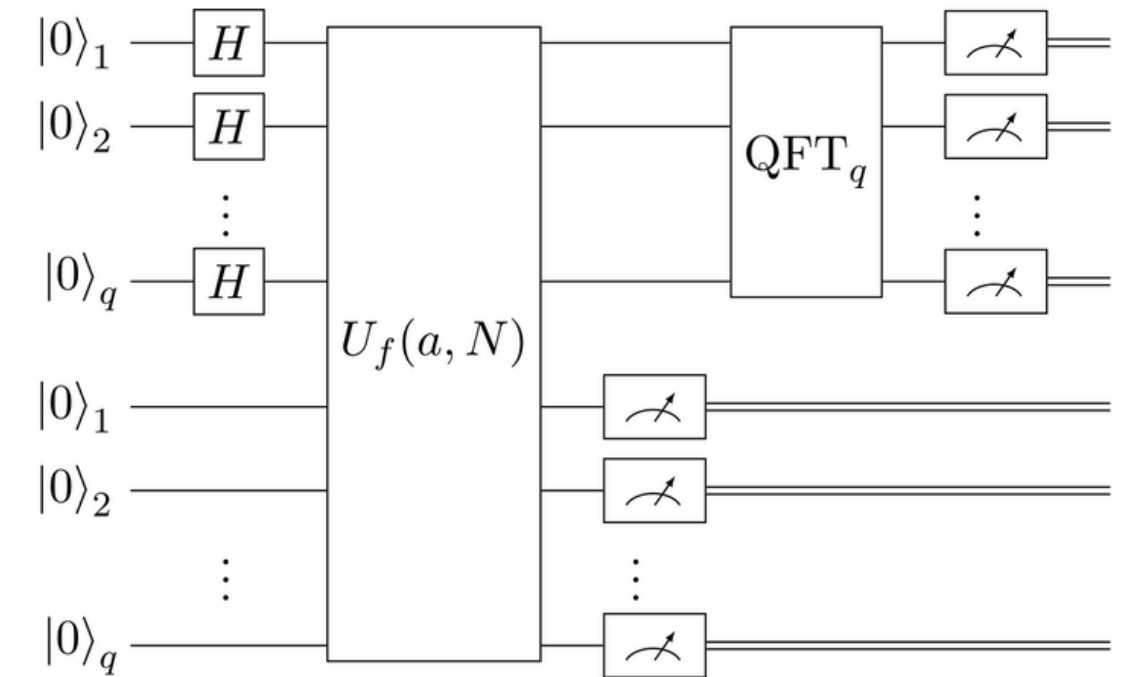 |0⟩₁ H
|0⟩₂ H
QFT_q
⋮ ⋮
|0⟩_q H
U_f(a, N)
|0⟩₁
|0⟩₂
⋮ ⋮
|0⟩_q